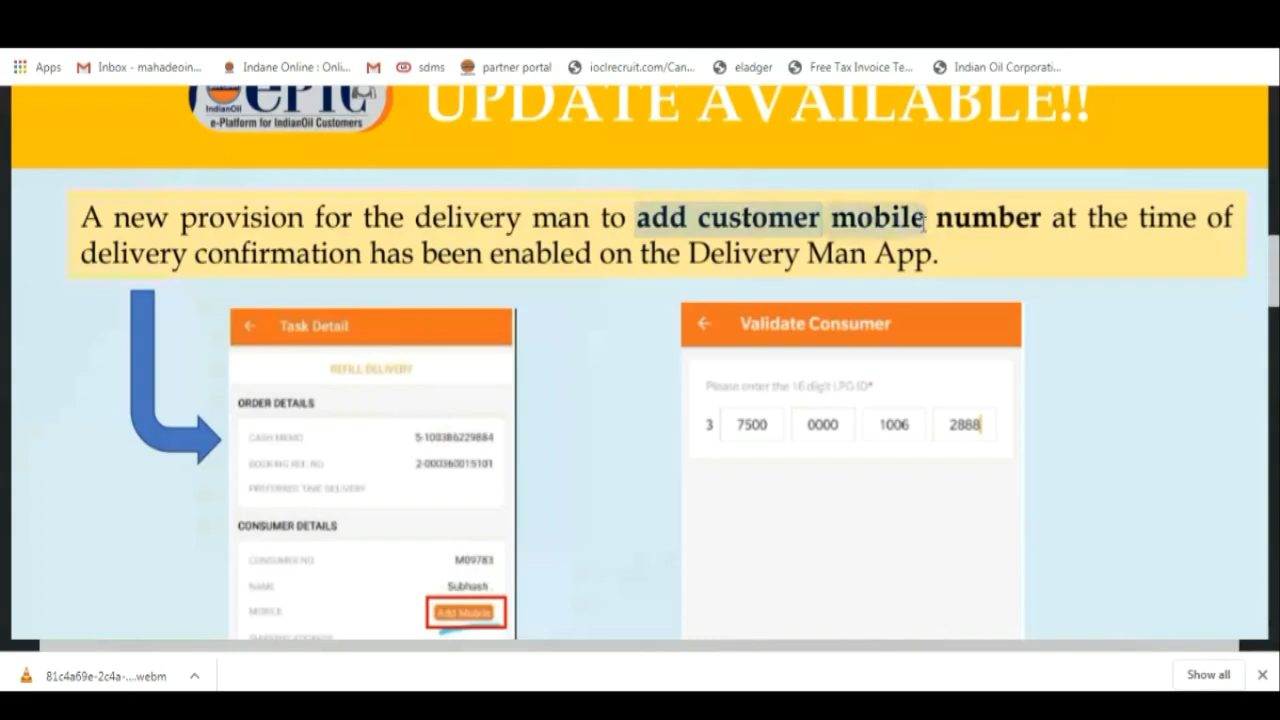 Apps Inbox - mahadeoin... Indane Online : Onli... sdms partner portal ioclrecruit.com/Can... eladger Free Tax Invoice Te... Indian Oil Corporati...
IndianOil ePIC
e-Platform for IndianOil Customers
UPDATE AVAILABLE!!
A new provision for the delivery man to add customer mobile number at the time of
delivery confirmation has been enabled on the Delivery Man App.
Task Detail
REFILL DELIVERY
ORDER DETAILS
CASH MEMO 5-100386229884
BOOKING REF. NO 2-000360015101
PREFERRED TIME DELIVERY
CONSUMER DETAILS
CONSUMER NO. M09783
NAME Subhash .
MOBILE Add Mobile
Validate Consumer
Please enter the 16 digit LPG ID*
3 7500 0000 1006 2888
81c4a69e-2c4a-....webm
Show all